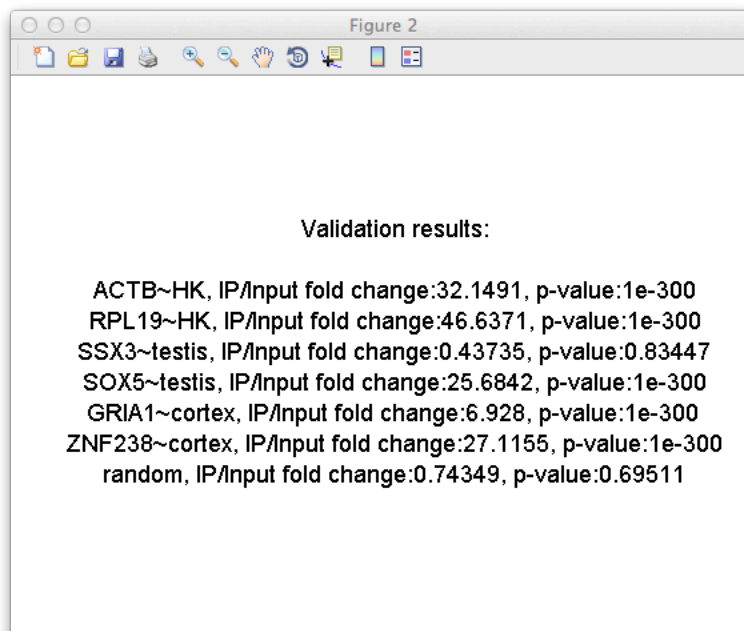 Figure 2
Validation results:
ACTB~HK, IP/Input fold change:32.1491, p-value:1e-300
RPL19~HK, IP/Input fold change:46.6371, p-value:1e-300
SSX3~testis, IP/Input fold change:0.43735, p-value:0.83447
SOX5~testis, IP/Input fold change:25.6842, p-value:1e-300
GRIA1~cortex, IP/Input fold change:6.928, p-value:1e-300
ZNF238~cortex, IP/Input fold change:27.1155, p-value:1e-300
random, IP/Input fold change:0.74349, p-value:0.69511